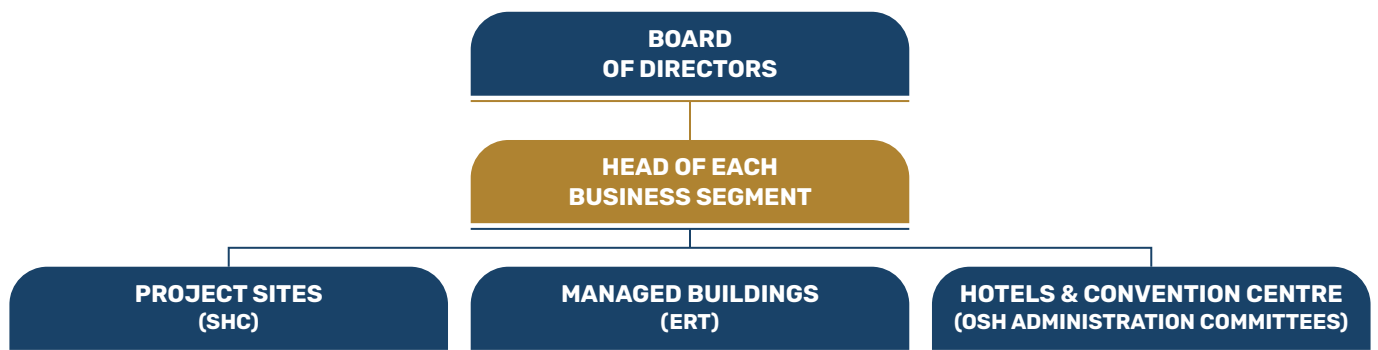 BOARD
OF DIRECTORS
HEAD OF EACH
BUSINESS SEGMENT
PROJECT SITES
(SHC)
MANAGED BUILDINGS
(ERT)
HOTELS & CONVENTION CENTRE
(OSH ADMINISTRATION COMMITTEES)